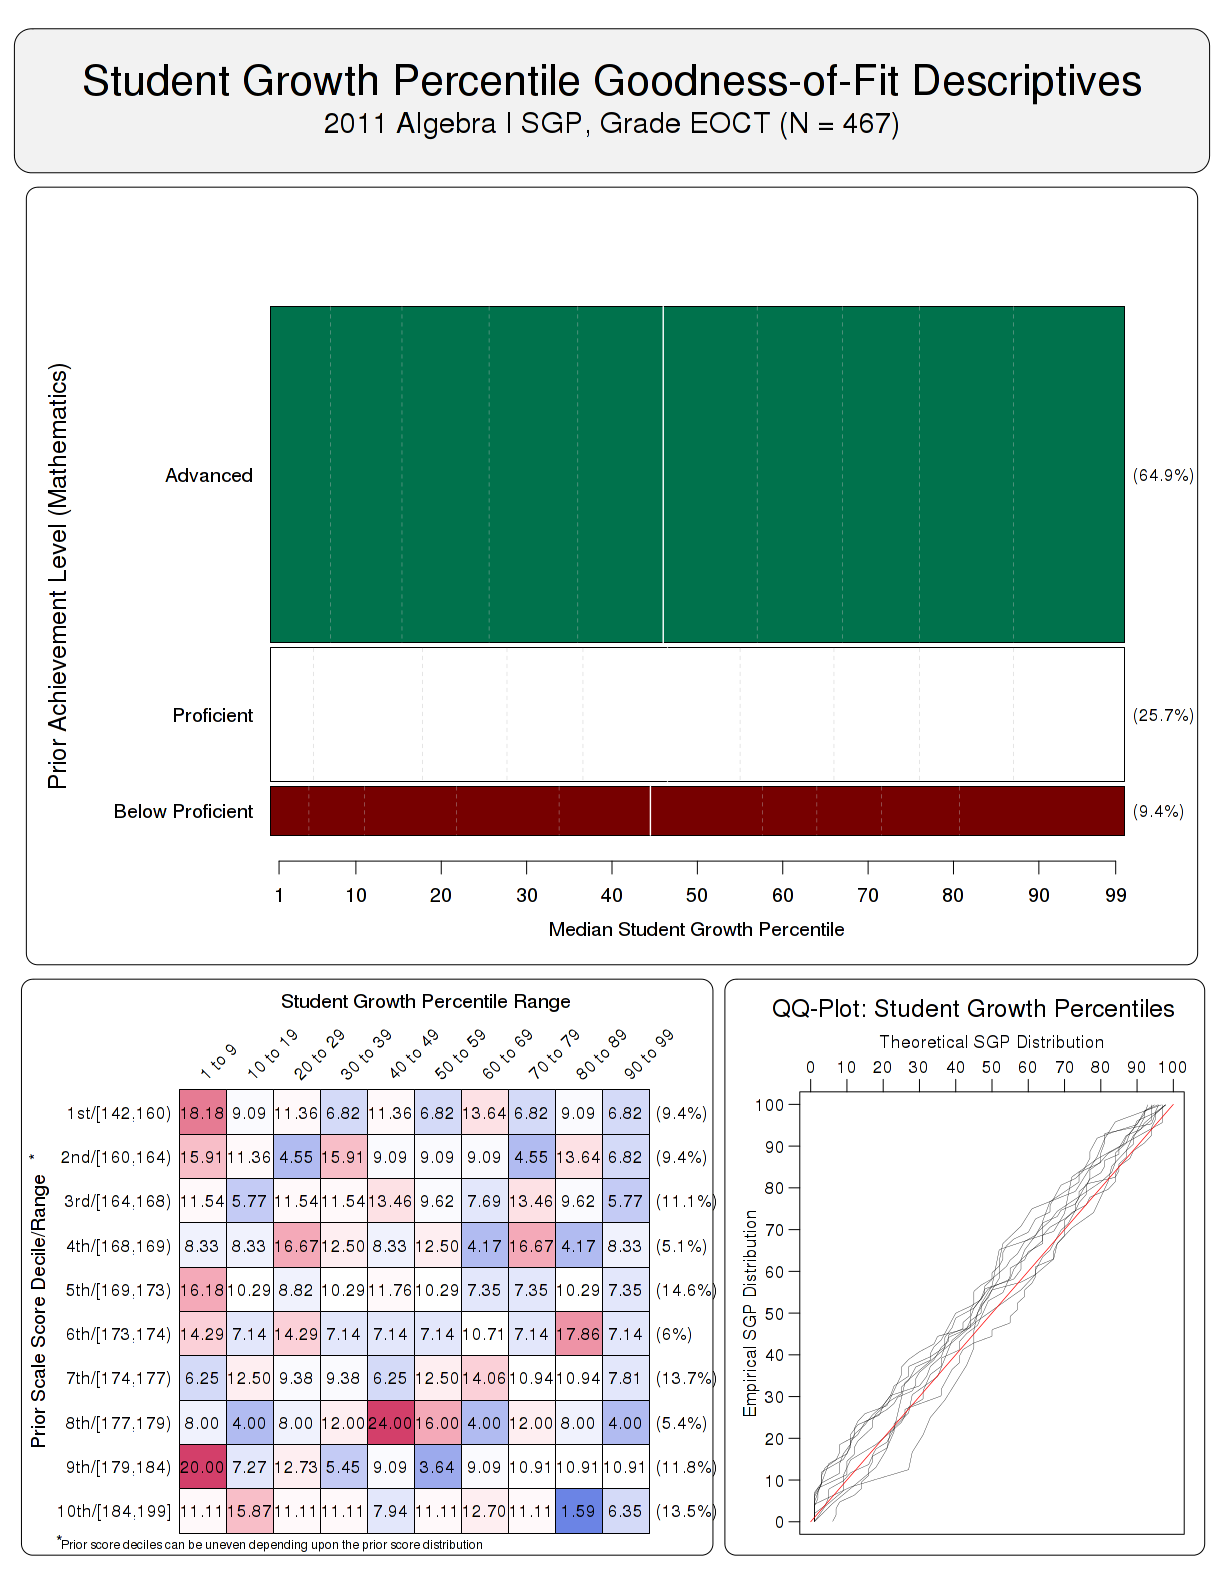 Student Growth Percentile Goodness-of-Fit Descriptives
2011 Algebra I SGP, Grade EOCT (N = 467)
Prior Achievement Level (Mathematics)
Advanced (64.9%)
Proficient (25.7%)
Below Proficient (9.4%)
1 10 20 30 40 50 60 70 80 90 99
Median Student Growth Percentile
Student Growth Percentile Range
1 to 9 10 to 19 20 to 29 30 to 39 40 to 49 50 to 59 60 to 69 70 to 79 80 to 89 90 to 99
Prior Scale Score Decile/Range *
1st/[142,160) 18.18 9.09 11.36 6.82 11.36 6.82 13.64 6.82 9.09 6.82 (9.4%)
2nd/[160,164) 15.91 11.36 4.55 15.91 9.09 9.09 9.09 4.55 13.64 6.82 (9.4%)
3rd/[164,168) 11.54 5.77 11.54 11.54 13.46 9.62 7.69 13.46 9.62 5.77 (11.1%)
4th/[168,169) 8.33 8.33 16.67 12.50 8.33 12.50 4.17 16.67 4.17 8.33 (5.1%)
5th/[169,173) 16.18 10.29 8.82 10.29 11.76 10.29 7.35 7.35 10.29 7.35 (14.6%)
6th/[173,174) 14.29 7.14 14.29 7.14 7.14 7.14 10.71 7.14 17.86 7.14 (6%)
7th/[174,177) 6.25 12.50 9.38 9.38 6.25 12.50 14.06 10.94 10.94 7.81 (13.7%)
8th/[177,179) 8.00 4.00 8.00 12.00 24.00 16.00 4.00 12.00 8.00 4.00 (5.4%)
9th/[179,184) 20.00 7.27 12.73 5.45 9.09 3.64 9.09 10.91 10.91 10.91 (11.8%)
10th/[184,199] 11.11 15.87 11.11 11.11 7.94 11.11 12.70 11.11 1.59 6.35 (13.5%)
*Prior score deciles can be uneven depending upon the prior score distribution
QQ-Plot: Student Growth Percentiles
Theoretical SGP Distribution
0 10 20 30 40 50 60 70 80 90 100
Empirical SGP Distribution
100
90
80
70
60
50
40
30
20
10
0